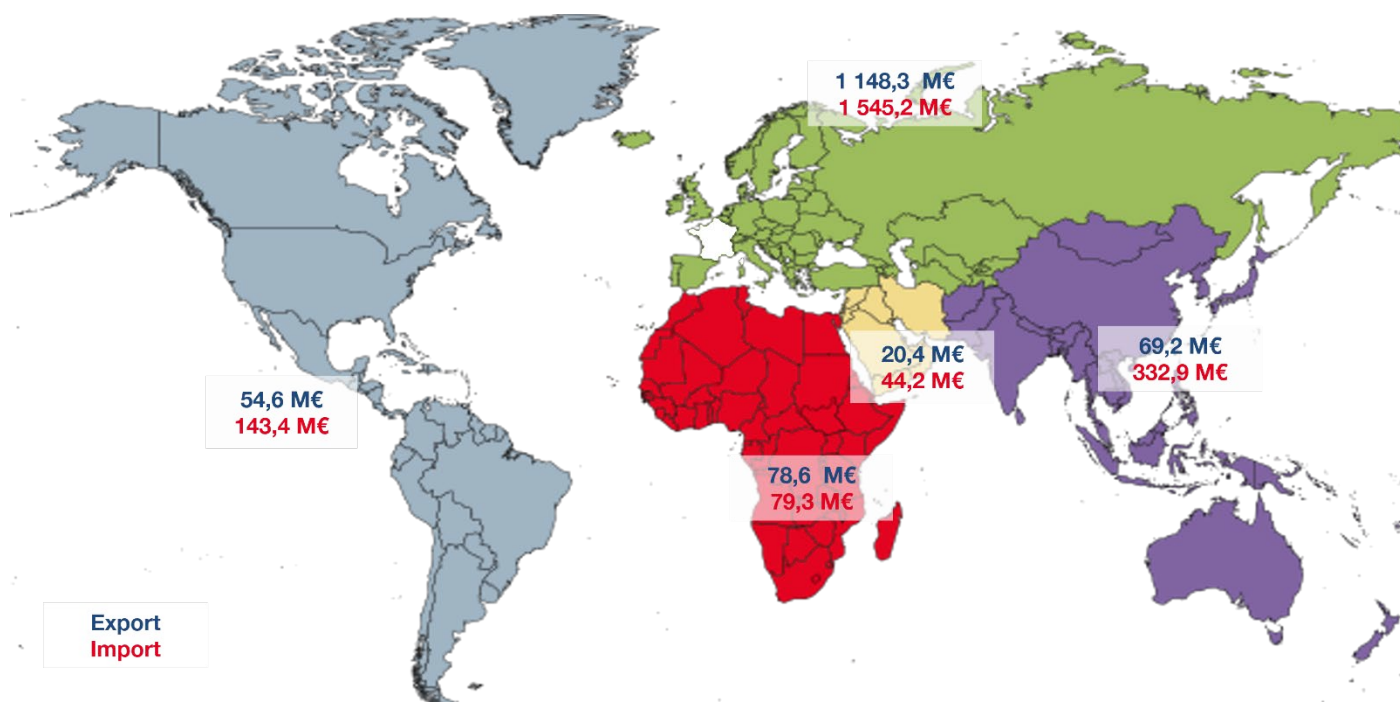 1 148,3 M€
1 545,2 M€
20,4 M€
44,2 M€
69,2 M€
332,9 M€
54,6 M€
143,4 M€
78,6 M€
79,3 M€
Export
Import